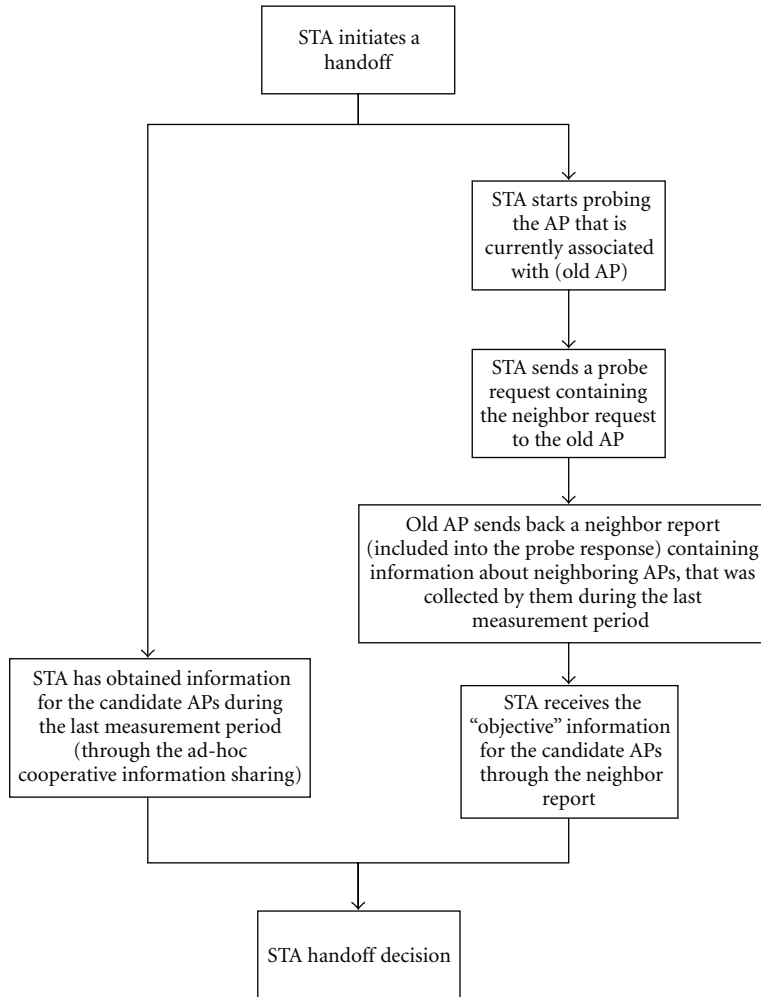 STA initiates a
handoff
STA starts probing
the AP that is
currently associated
with (old AP)
STA sends a probe
request containing
the neighbor request
to the old AP
Old AP sends back a neighbor report
(included into the probe response) containing
information about neighboring APs, that was
collected by them during the last
measurement period
STA has obtained information
for the candidate APs during
the last measurement period
(through the ad-hoc
cooperative information sharing)
STA receives the
“objective” information
for the candidate APs
through the neighbor
report
STA handoff decision